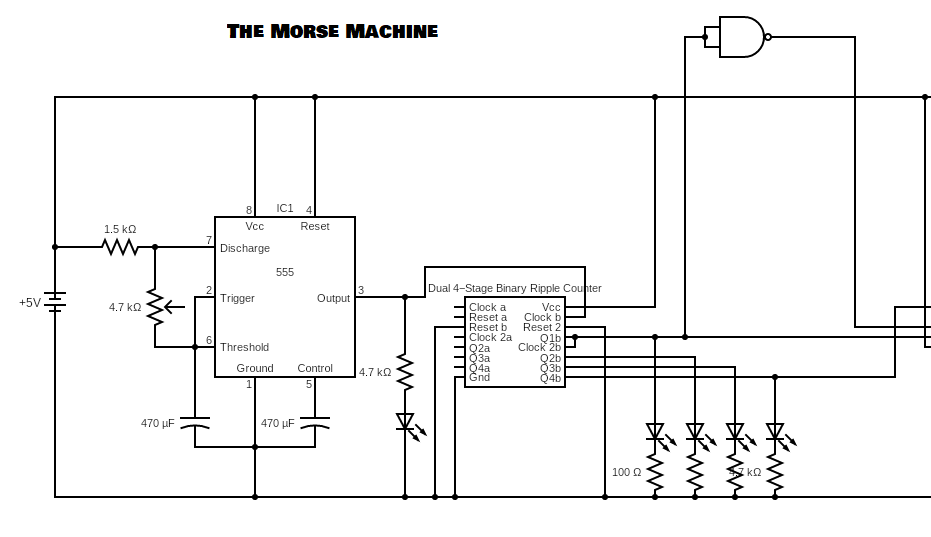 THE MORSE MACHINE
8
IC1
4
Vcc
Reset
1.5 kΩ
7
Discharge
555
+5V
4.7 kΩ
2
Trigger
Output
3
6
Threshold
Ground
Control
1
5
470 µF
470 µF
4.7 kΩ
Dual 4-Stage Binary Ripple Counter
Clock a
Vcc
Reset a
Clock b
Reset b
Reset 2
Clock 2a
Q1b
Q2a
Clock 2b
Q3a
Q2b
Q4a
Q3b
Gnd
Q4b
100 Ω
4.7 kΩ